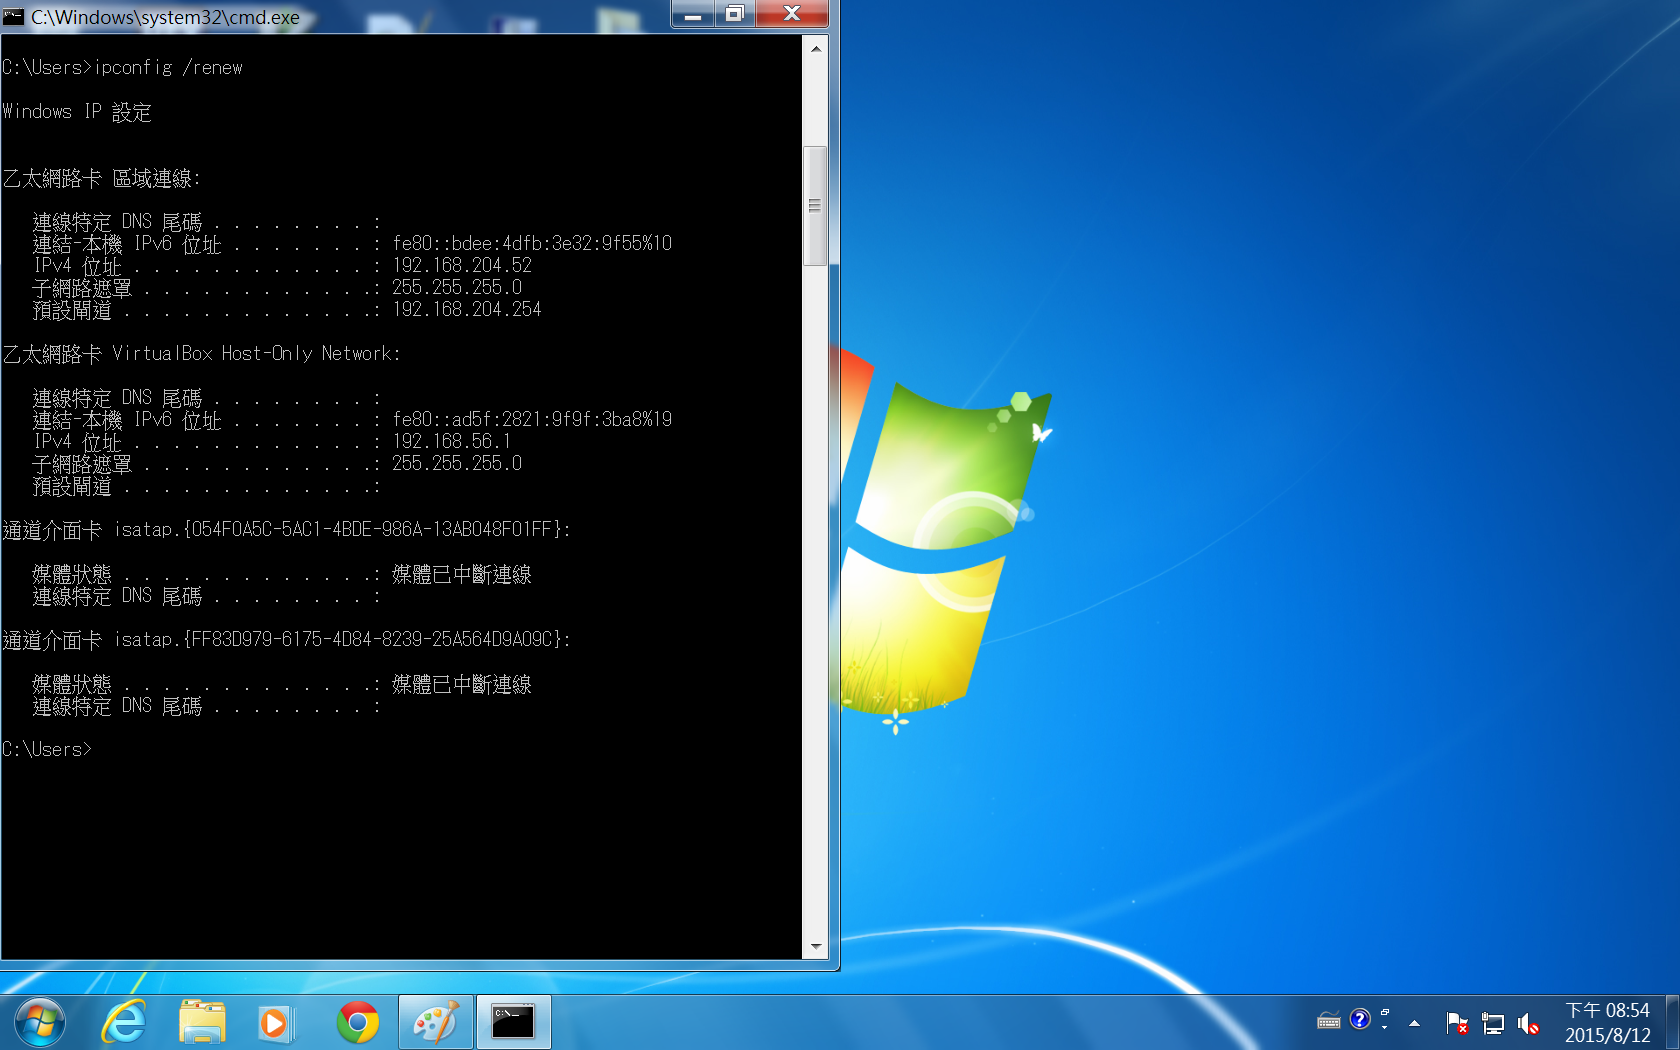 C:\Windows\system32\cmd.exe
C:\Users>ipconfig /renew
Windows IP 設定
乙太網路卡 區域連線:
連線特定 DNS 尾碼 . . . . . . . . :
連結-本機 IPv6 位址 . . . . . . . : fe80::bdee:4dfb:3e32:9f55%10
IPv4 位址 . . . . . . . . . . . . : 192.168.204.52
子網路遮罩 . . . . . . . . . . . .: 255.255.255.0
預設閘道 . . . . . . . . . . . . .: 192.168.204.254
乙太網路卡 VirtualBox Host-Only Network:
連線特定 DNS 尾碼 . . . . . . . . :
連結-本機 IPv6 位址 . . . . . . . : fe80::ad5f:2821:9f9f:3ba8%19
IPv4 位址 . . . . . . . . . . . . : 192.168.56.1
子網路遮罩 . . . . . . . . . . . .: 255.255.255.0
預設閘道 . . . . . . . . . . . . .:
通道介面卡 isatap.{054F0A5C-5AC1-4BDE-986A-13AB048F01FF}:
媒體狀態 . . . . . . . . . . . . .: 媒體已中斷連線
連線特定 DNS 尾碼 . . . . . . . . :
通道介面卡 isatap.{FF83D979-6175-4D84-8239-25A564D9A09C}:
媒體狀態 . . . . . . . . . . . . .: 媒體已中斷連線
連線特定 DNS 尾碼 . . . . . . . . :
C:\Users>
下午 08:54
2015/8/12